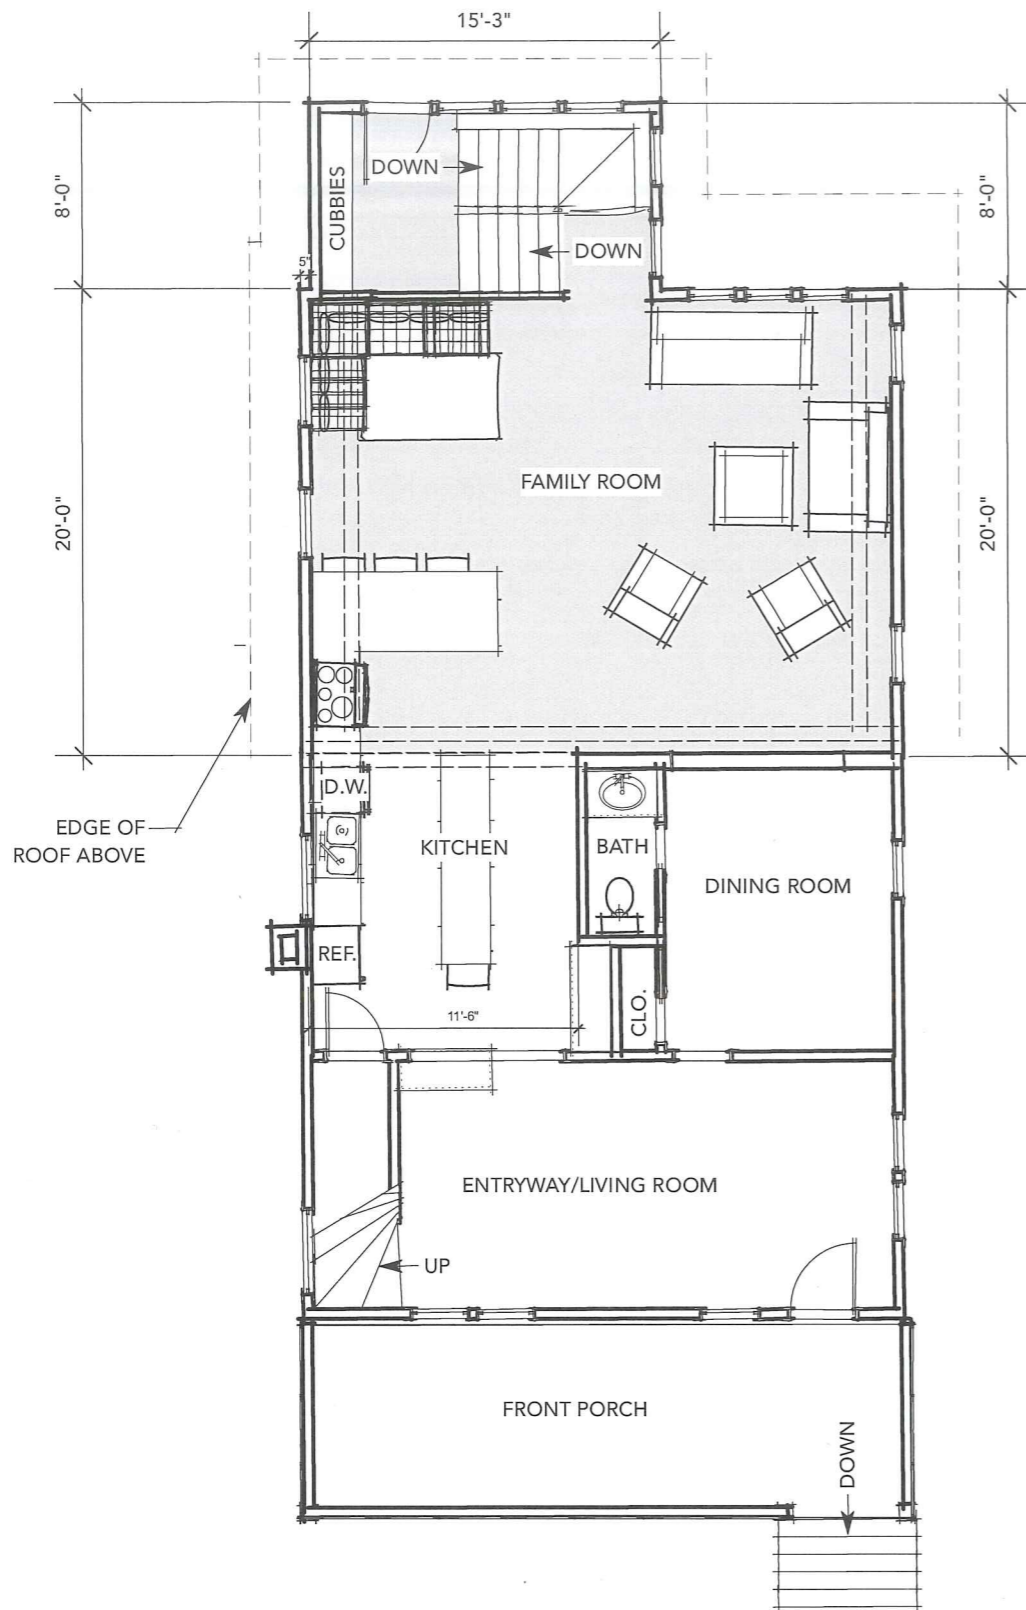 15'-3"
8'-0"
8'-0"
CUBBIES
DOWN
DOWN
5"
20'-0"
20'-0"
FAMILY ROOM
EDGE OF
ROOF ABOVE
D.W.
KITCHEN
BATH
DINING ROOM
REF.
CLO.
11'-6"
ENTRYWAY/LIVING ROOM
UP
FRONT PORCH
DOWN